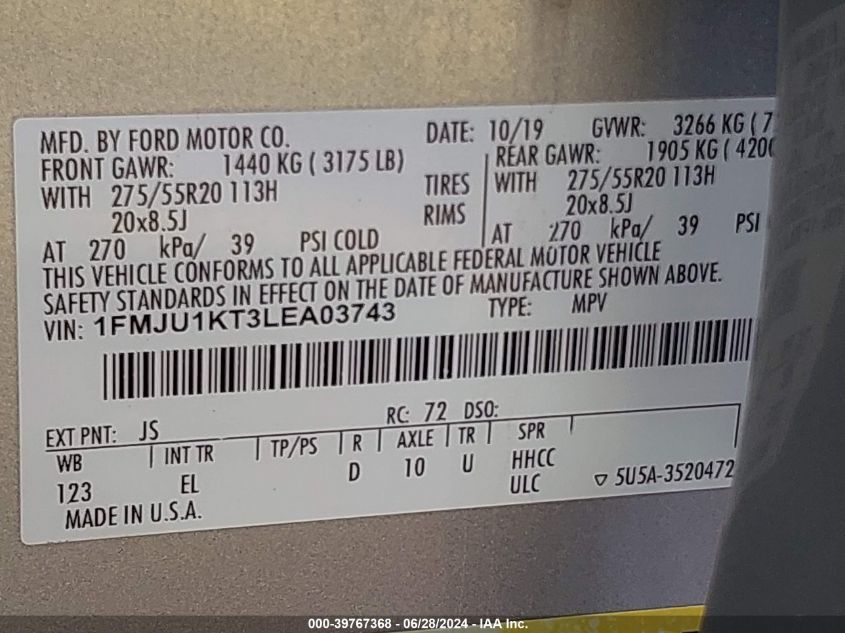 MFD. BY FORD MOTOR CO. DATE: 10/19 GVWR: 3266 KG ( 7
FRONT GAWR: 1440 KG ( 3175 LB) REAR GAWR: 1905 KG ( 4200
WITH 275/55R20 113H TIRES WITH 275/55R20 113H
20x8.5J RIMS 20x8.5J
AT 270 kPa/ 39 PSI COLD AT 270 kPa/ 39 PSI
THIS VEHICLE CONFORMS TO ALL APPLICABLE FEDERAL MOTOR VEHICLE
SAFETY STANDARDS IN EFFECT ON THE DATE OF MANUFACTURE SHOWN ABOVE.
VIN: 1FMJU1KT3LEA03743 TYPE: MPV
EXT PNT: JS RC: 72 DSO:
WB INT TR TP/PS R AXLE TR SPR
123 EL D 10 U HHCC
ULC ▽ 5U5A-3520472
MADE IN U.S.A.
000-39767368 - 06/28/2024 - IAA, Inc.